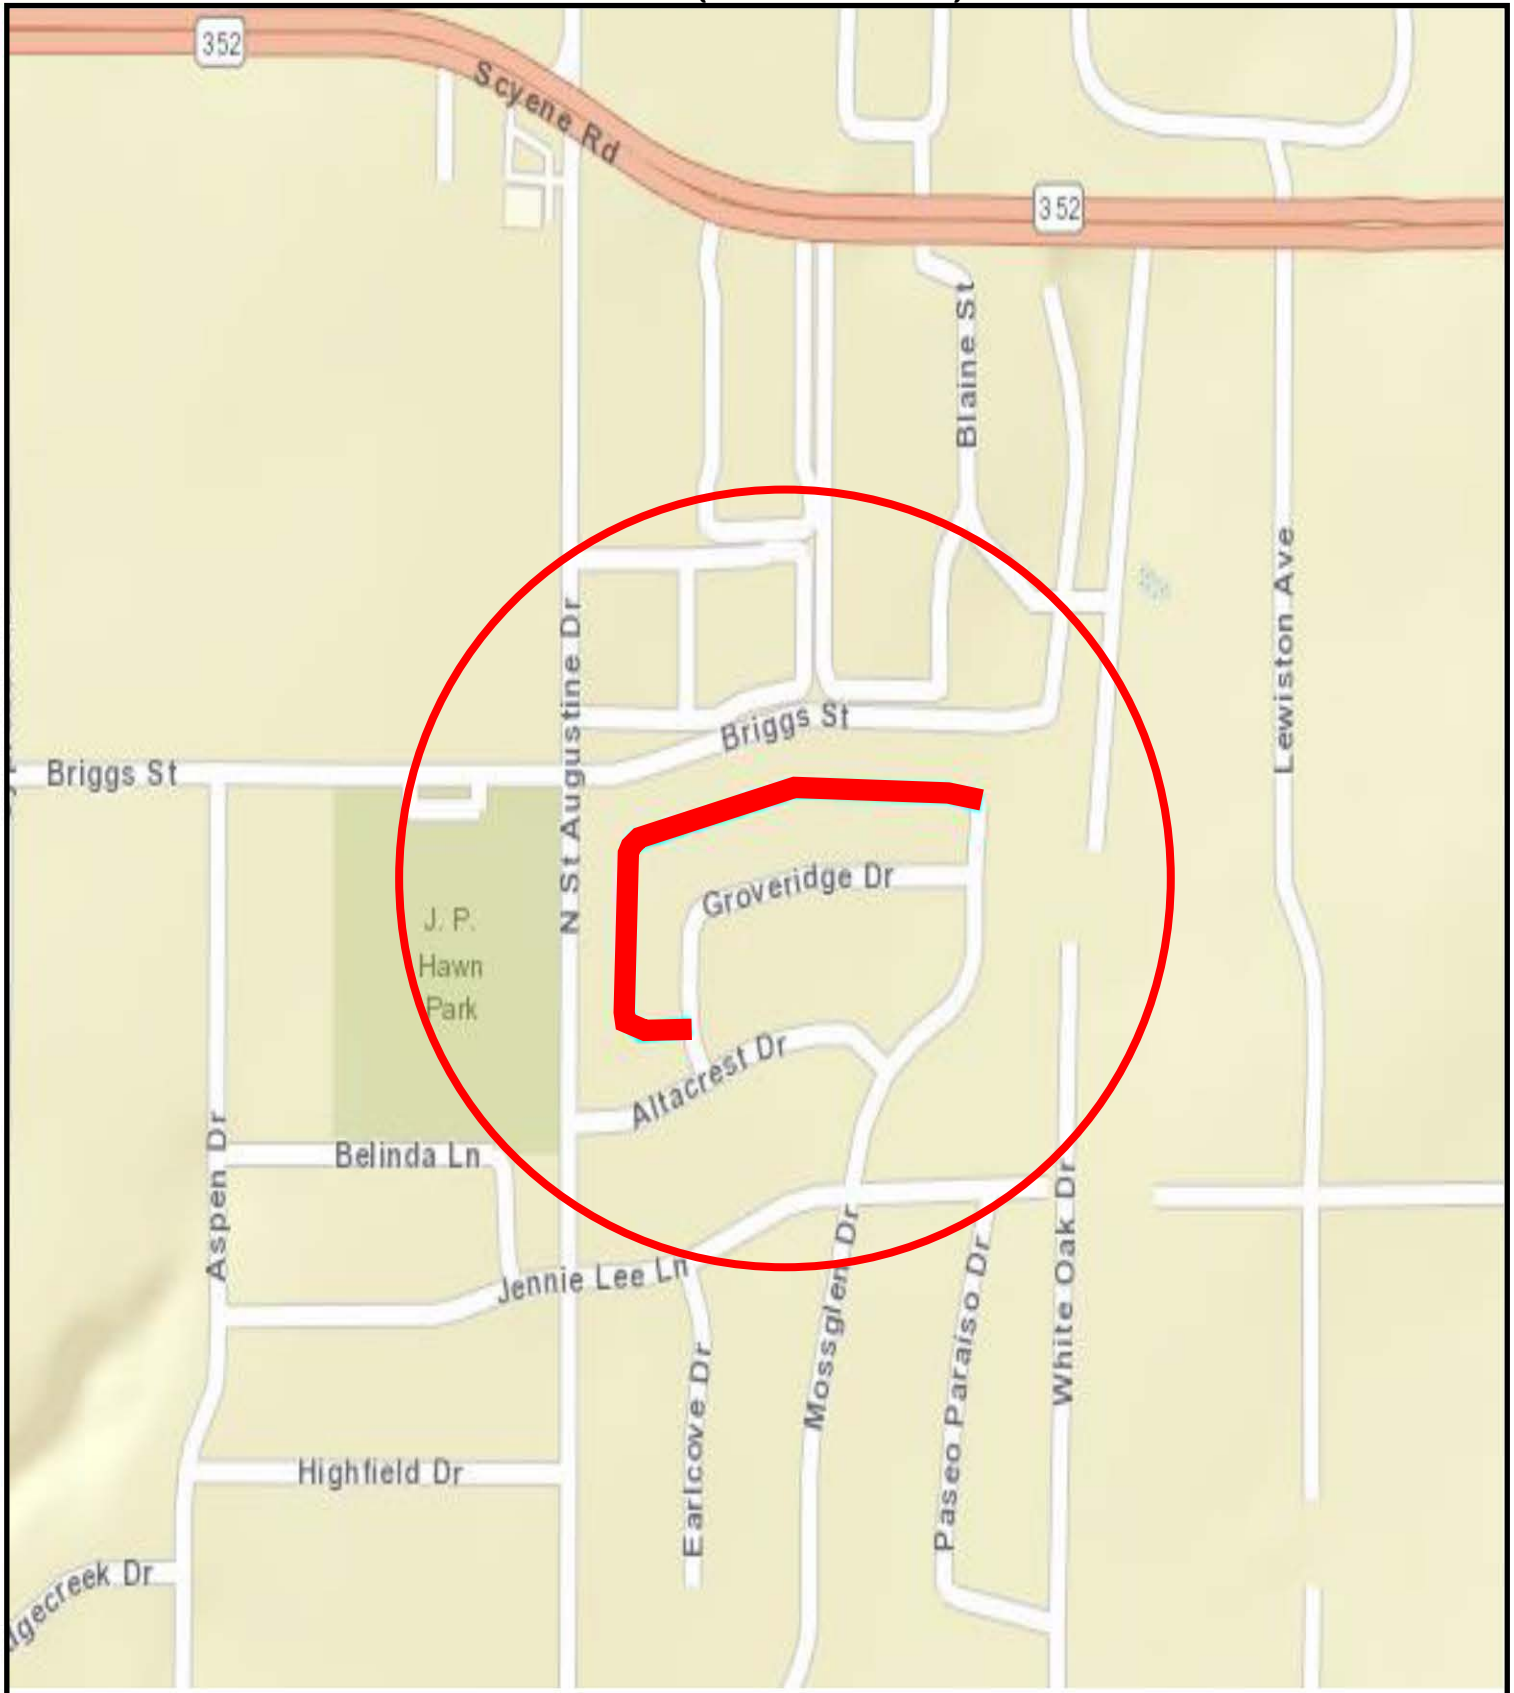 352
Scyene Rd
352
Blaine St
Lewiston Ave
N St Augustine Dr
Briggs St
Briggs St
Groveridge Dr
J. P.
Hawn
Park
Altacrest Dr
Belinda Ln
Aspen Dr
Jennie Lee Ln
Mossglen Dr
Paseo Paraiso Dr
White Oak Dr
Earlcove Dr
Highfield Dr
gecreek Dr